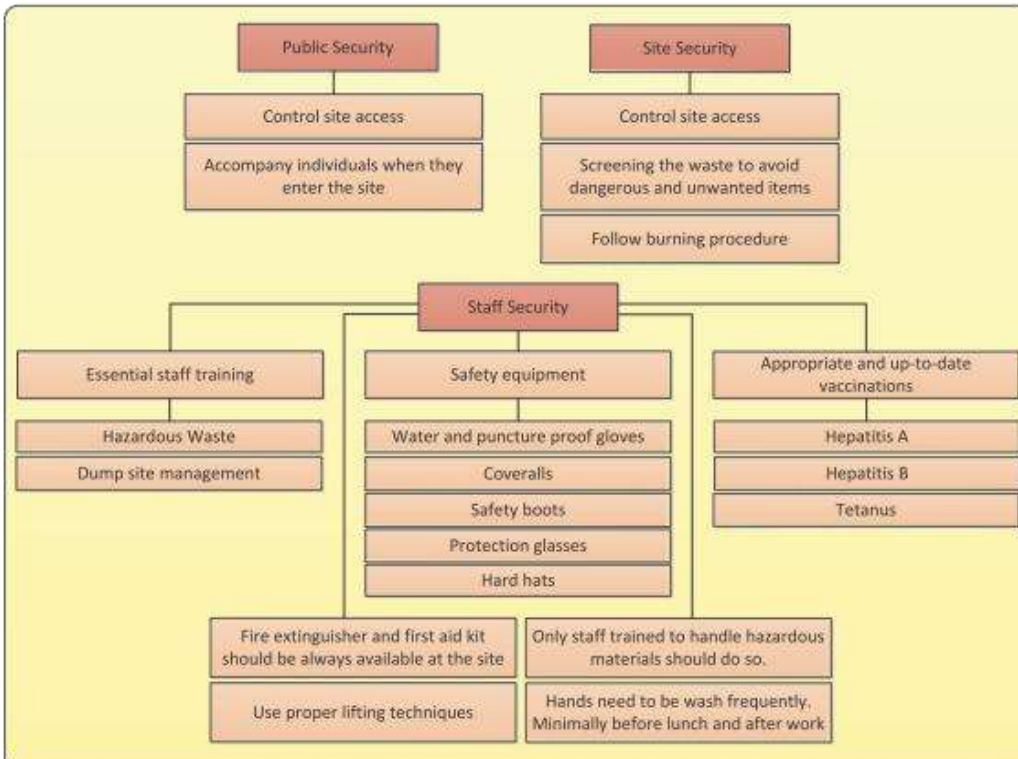 Public Security
Site Security
Control site access
Accompany individuals when they
enter the site
Control site access
Screening the waste to avoid
dangerous and unwanted items
Follow burning procedure
Staff Security
Essential staff training
Hazardous Waste
Dump site management
Safety equipment
Water and puncture proof gloves
Coveralls
Safety boots
Protection glasses
Hard hats
Appropriate and up-to-date
vaccinations
Hepatitis A
Hepatitis B
Tetanus
Fire extinguisher and first aid kit
should be always available at the site
Use proper lifting techniques
Only staff trained to handle hazardous
materials should do so.
Hands need to be wash frequently.
Minimally before lunch and after work